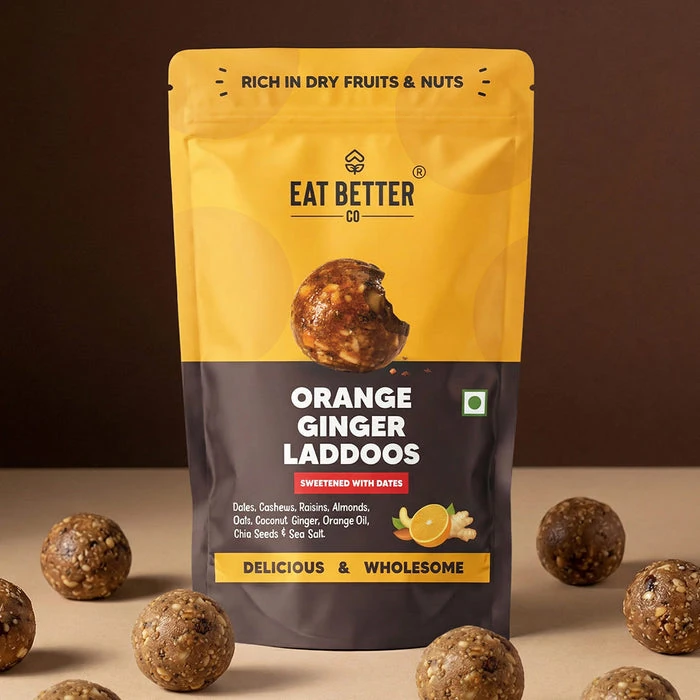 RICH IN DRY FRUITS & NUTS
EAT BETTER ®
CO
ORANGE
GINGER
LADDOOS
SWEETENED WITH DATES
Dates, Cashews, Raisins, Almonds,
Oats, Coconut Ginger, Orange Oil,
Chia Seeds & Sea Salt.
DELICIOUS & WHOLESOME